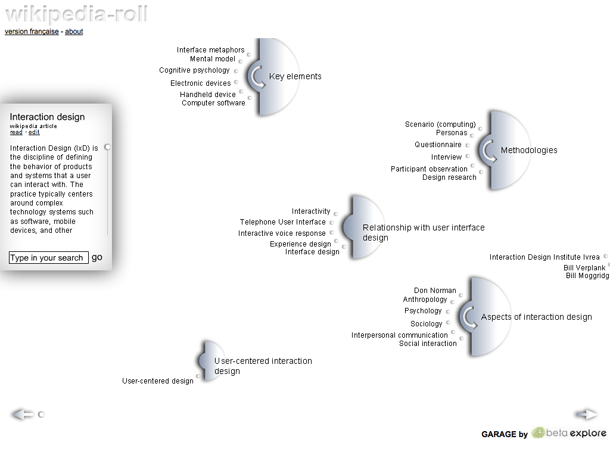 wikipedia-roll
version française - about
Interface metaphors
Mental model
Cognitive psychology
Electronic devices
Handheld device
Computer software
Key elements
Interaction design
wikipedia article
read - edit
Interaction Design (IxD) is
the discipline of defining
the behavior of products
and systems that a user
can interact with. The
practice typically centers
around complex
technology systems such
as software, mobile
devices, and other
Type in your search go
Scenario (computing)
Personas
Questionnaire
Interview
Participant observation
Design research
Methodologies
Interactivity
Telephone User Interface
Interactive voice response
Experience design
Interface design
Relationship with user interface
design
Interaction Design Institute Ivrea
Bill Verplank
Bill Moggridg
Don Norman
Anthropology
Psychology
Sociology
Interpersonal communication
Social interaction
Aspects of interaction design
User-centered interaction
design
User-centered design
GARAGE by beta explore